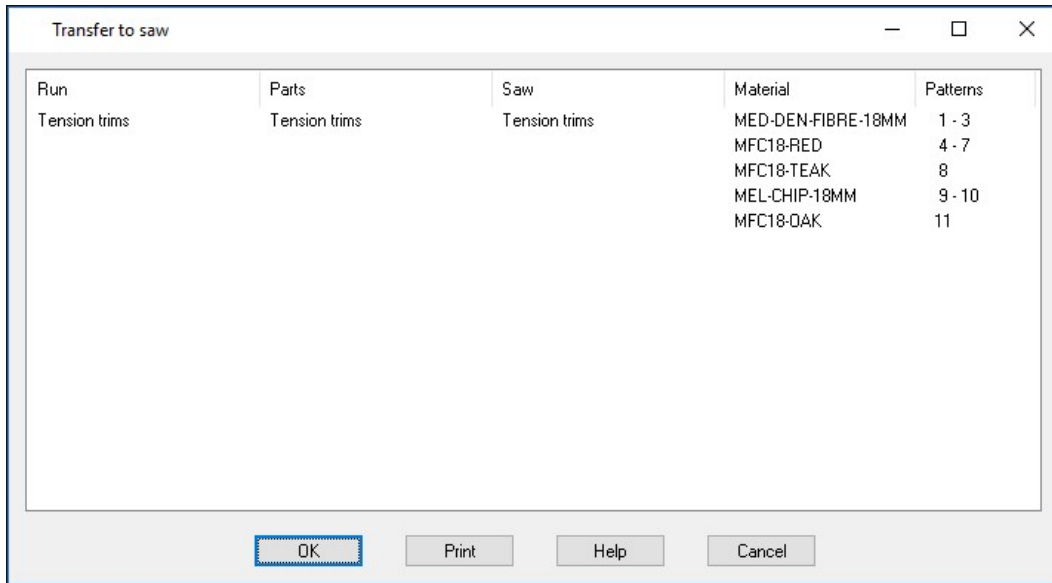 Transfer to saw
Run Parts Saw Material Patterns
Tension trims Tension trims Tension trims MED-DEN-FIBRE-18MM 1 - 3
MFC18-RED 4 - 7
MFC18-TEAK 8
MEL-CHIP-18MM 9 - 10
MFC18-OAK 11
OK Print Help Cancel